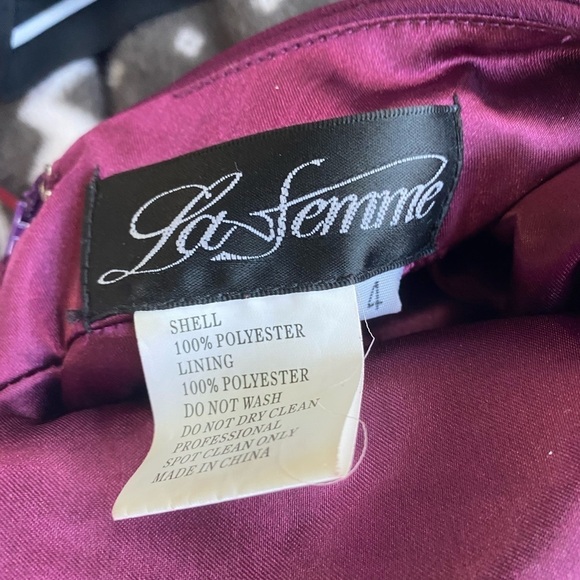 La Femme
4
SHELL
100% POLYESTER
LINING
100% POLYESTER
DO NOT WASH
DO NOT DRY CLEAN
PROFESSIONAL
SPOT CLEAN ONLY
MADE IN CHINA